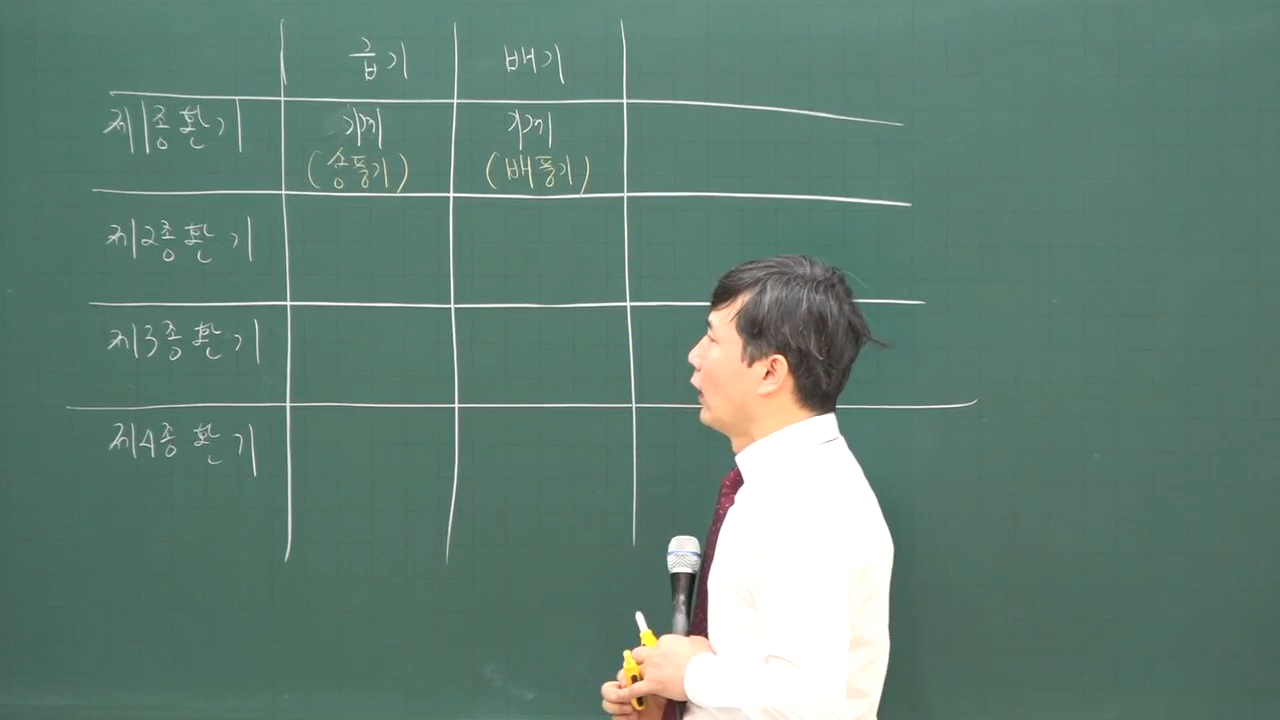 급기 배기
제1종 환기 기계 기계
(송풍기) (배풍기)
제2종 환기
제3종 환기
제4종 환기